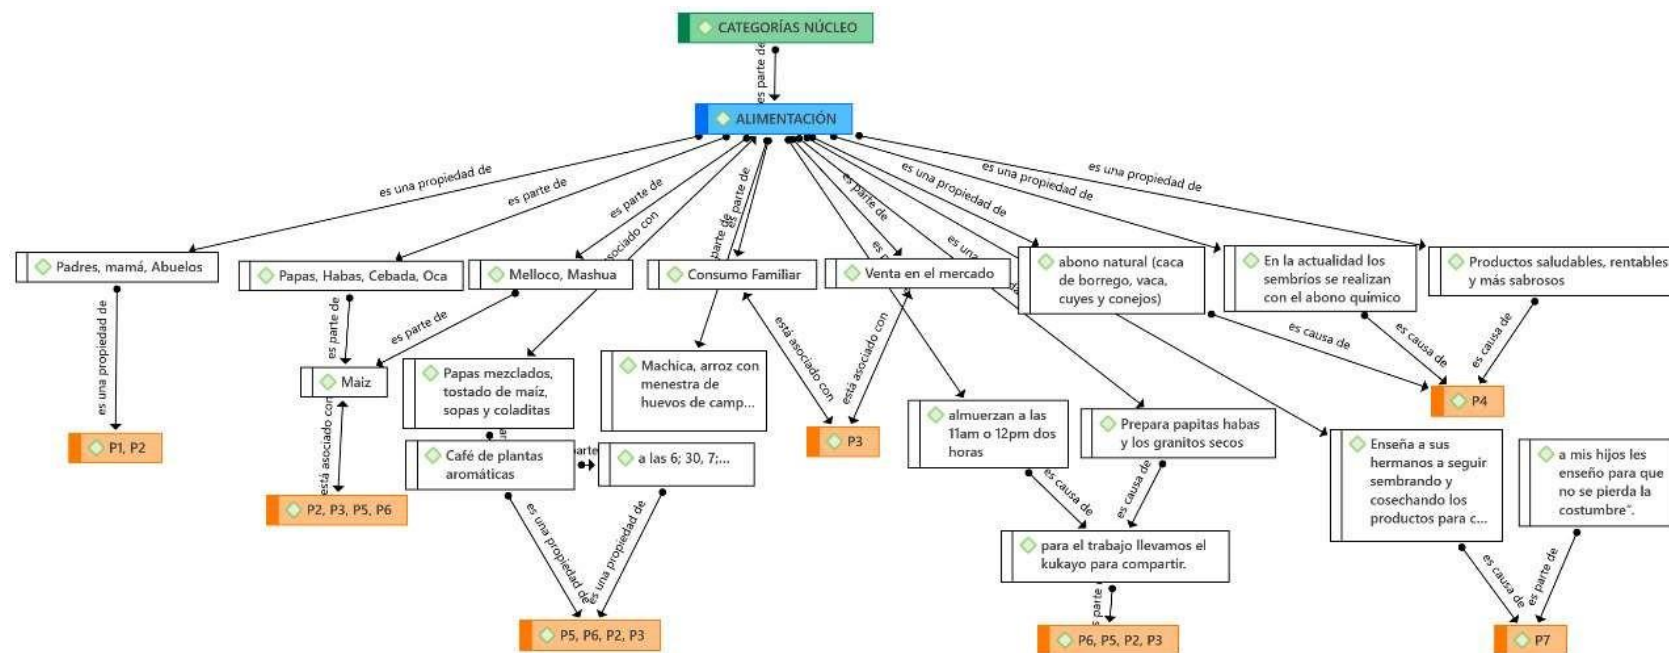 CATEGORÍAS NÚCLEO
es parte de
ALIMENTACIÓN
es una propiedad de
es parte de
es parte de
asociado con
parte de
es parte de
es parte de
es una propiedad de
es una propiedad de
es una propiedad de
Padres, mamá, Abuelos
Papas, Habas, Cebada, Oca
Melloco, Mashua
Consumo Familiar
Venta en el mercado
abono natural (caca
de borrego, vaca,
cuyes y conejos)
En la actualidad los
sembríos se realizan
con el abono químico
Productos saludables, rentables
y más sabrosos
es una propiedad de
es parte de
es parte de
está asociado con
está asociado con
es causa de
es causa de
es causa de
Maiz
Papas mezclados,
tostado de maíz,
sopas y coladitas
Machica, arroz con
menestra de
huevos de camp...
almuerzan a las
11am o 12pm dos
horas
Prepara papitas habas
y los granitos secos
P4
P1, P2
está asociado con
Café de plantas
aromáticas
a las 6; 30, 7;...
P3
Enseña a sus
hermanos a seguir
sembrando y
cosechando los
productos para c...
a mis hijos les
enseño para que
no se pierda la
costumbre".
P2, P3, P5, P6
es una propiedad de
es una propiedad de
es causa de
es causa de
para el trabajo llevamos el
kukayo para compartir.
es causa de
es parte de
es parte
P5, P6, P2, P3
P6, P5, P2, P3
P7